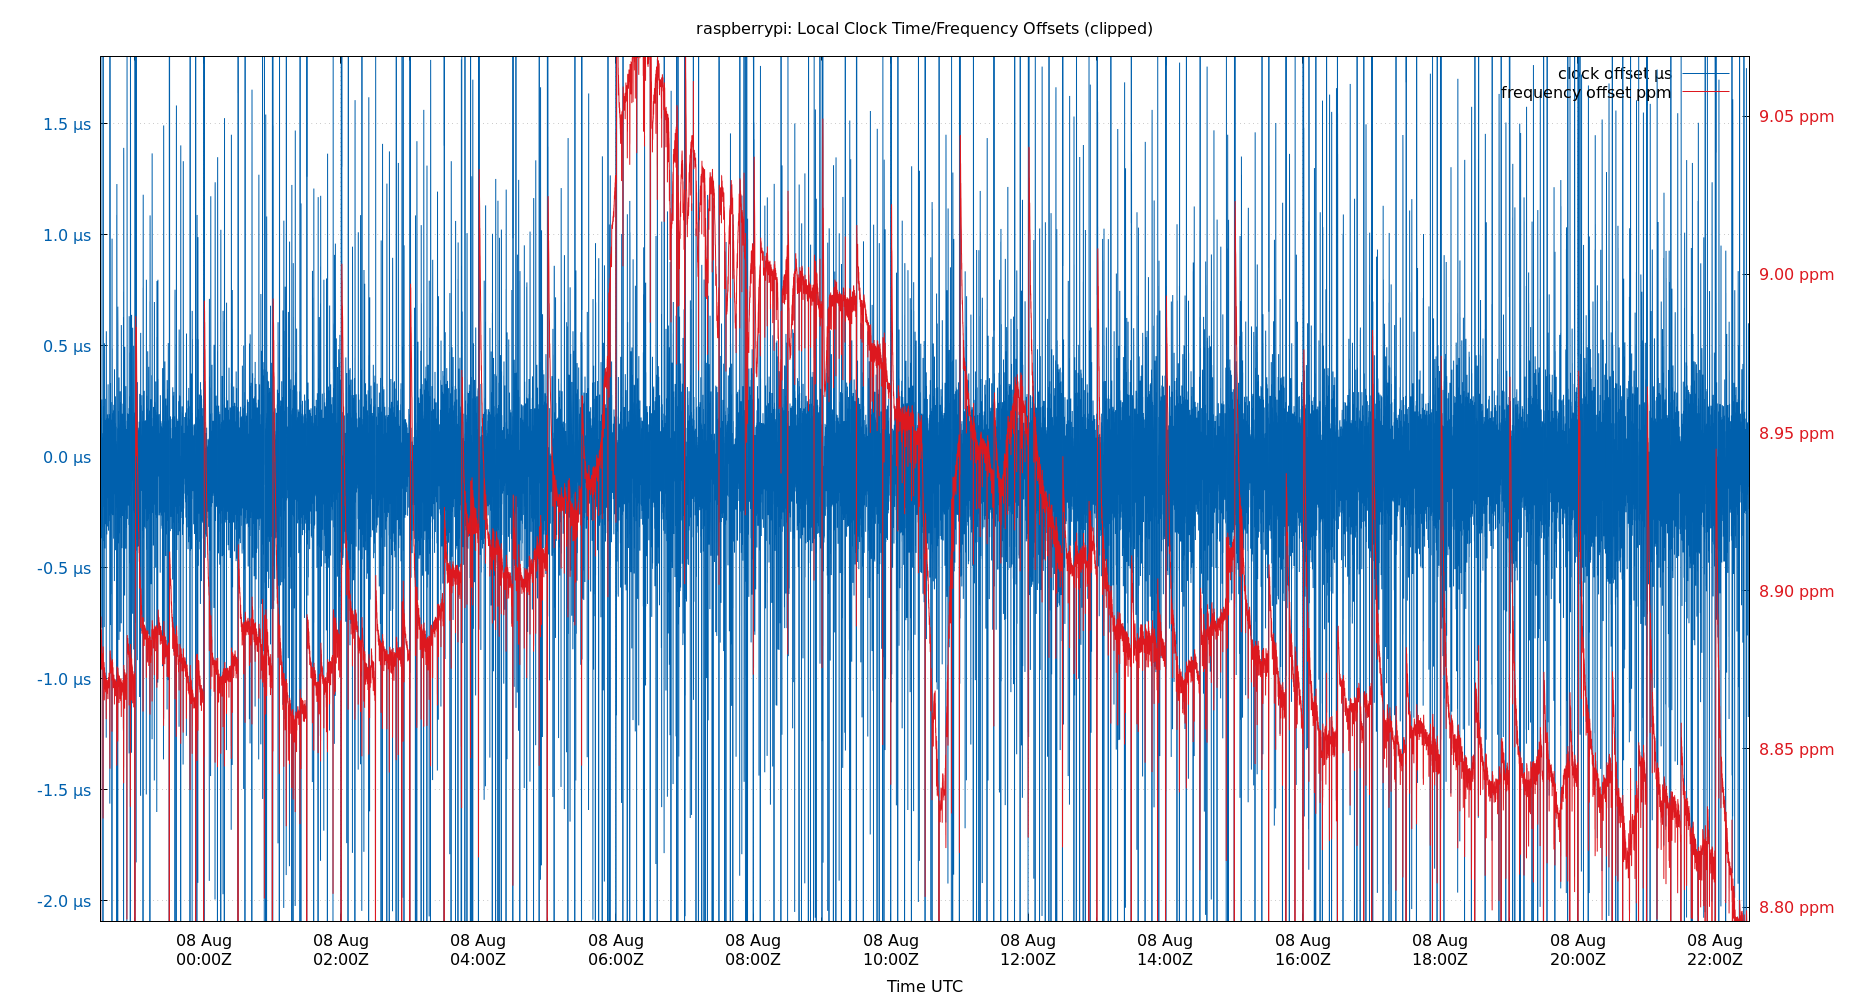 raspberrypi: Local Clock Time/Frequency Offsets (clipped)
clock offset µs
frequency offset ppm
1.5 µs
1.0 µs
0.5 µs
0.0 µs
-0.5 µs
-1.0 µs
-1.5 µs
-2.0 µs
9.05 ppm
9.00 ppm
8.95 ppm
8.90 ppm
8.85 ppm
8.80 ppm
08 Aug 08 Aug 08 Aug 08 Aug 08 Aug 08 Aug 08 Aug 08 Aug 08 Aug 08 Aug 08 Aug 08 Aug
00:00Z 02:00Z 04:00Z 06:00Z 08:00Z 10:00Z 12:00Z 14:00Z 16:00Z 18:00Z 20:00Z 22:00Z
Time UTC